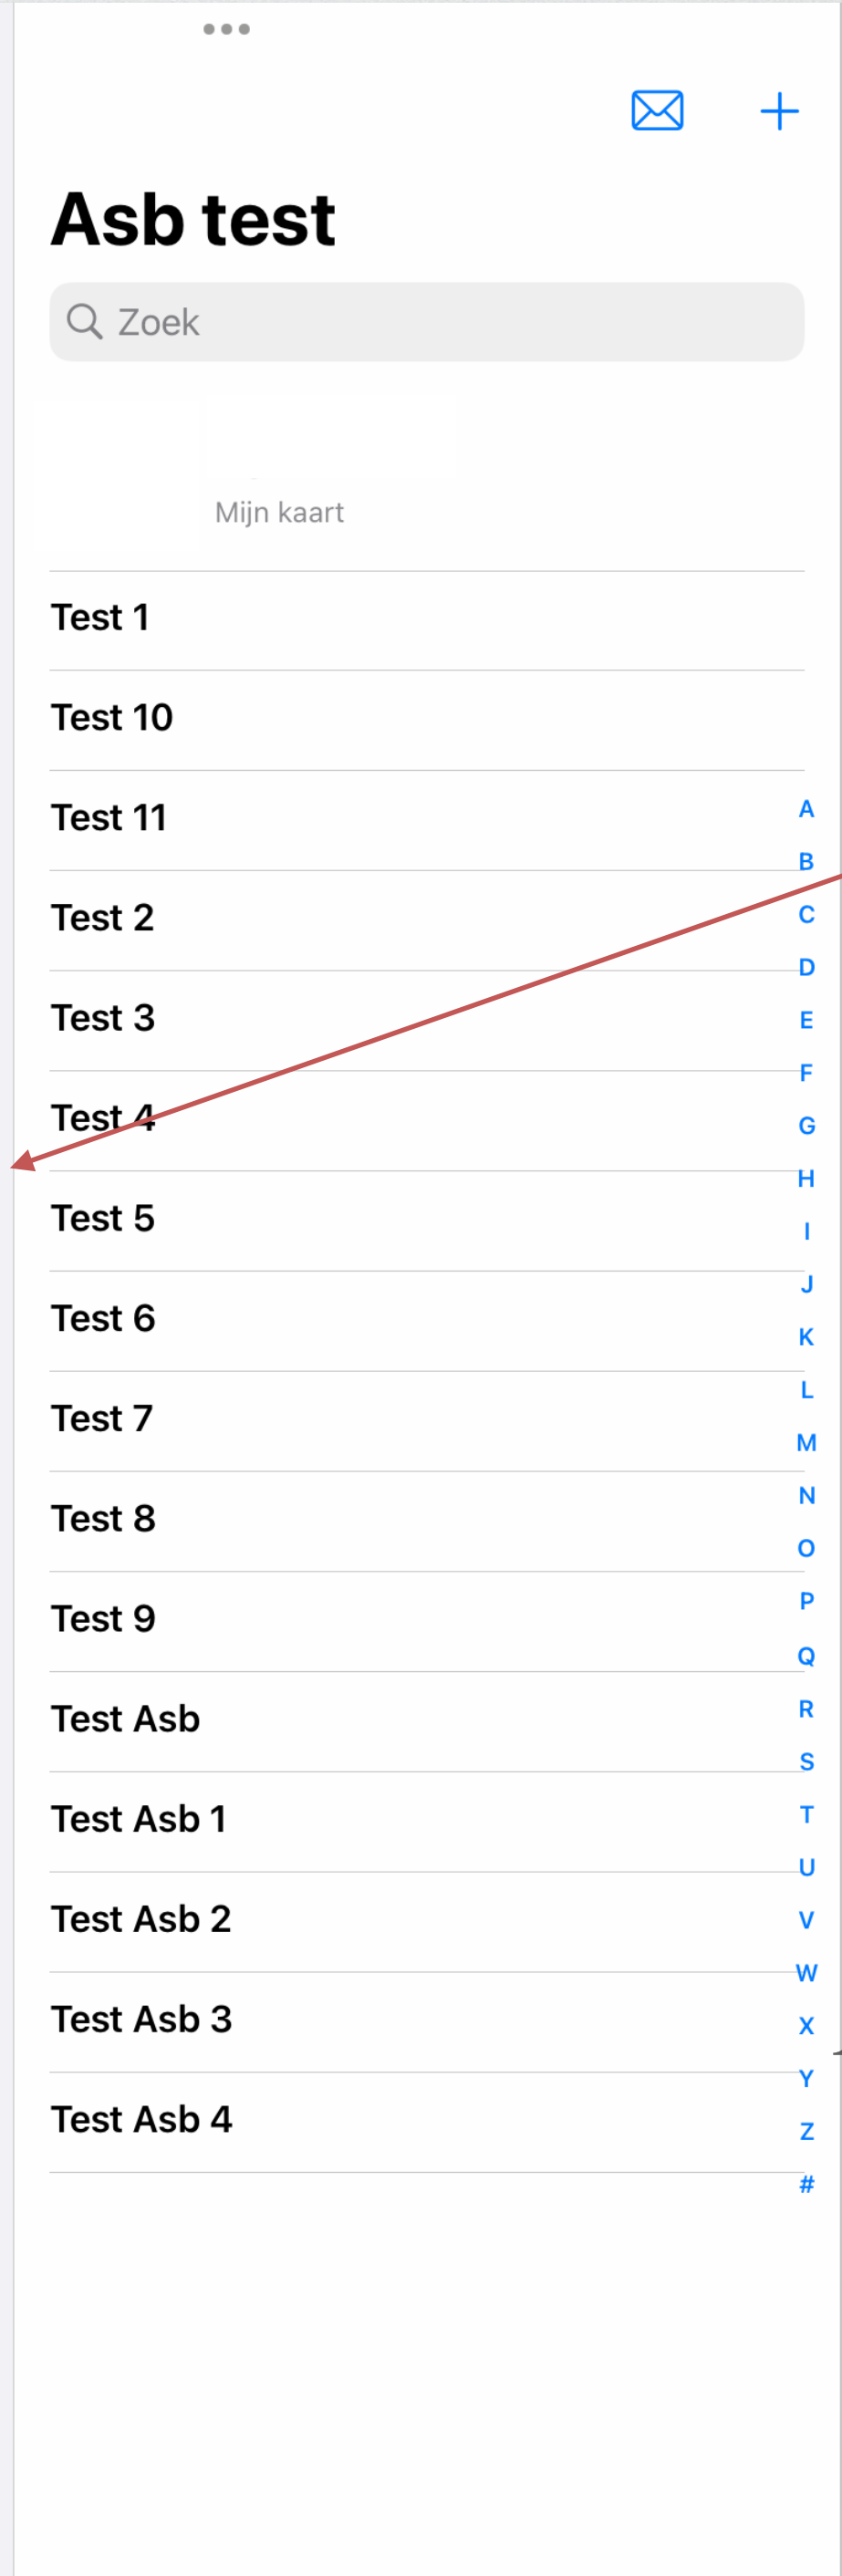 Asb test
Zoek
Mijn kaart
Test 1
Test 10
Test 11
Test 2
Test 3
Test 4
Test 5
Test 6
Test 7
Test 8
Test 9
Test Asb
Test Asb 1
Test Asb 2
Test Asb 3
Test Asb 4
A
B
C
D
E
F
G
H
I
J
K
L
M
N
O
P
Q
R
S
T
U
V
W
X
Y
Z
#